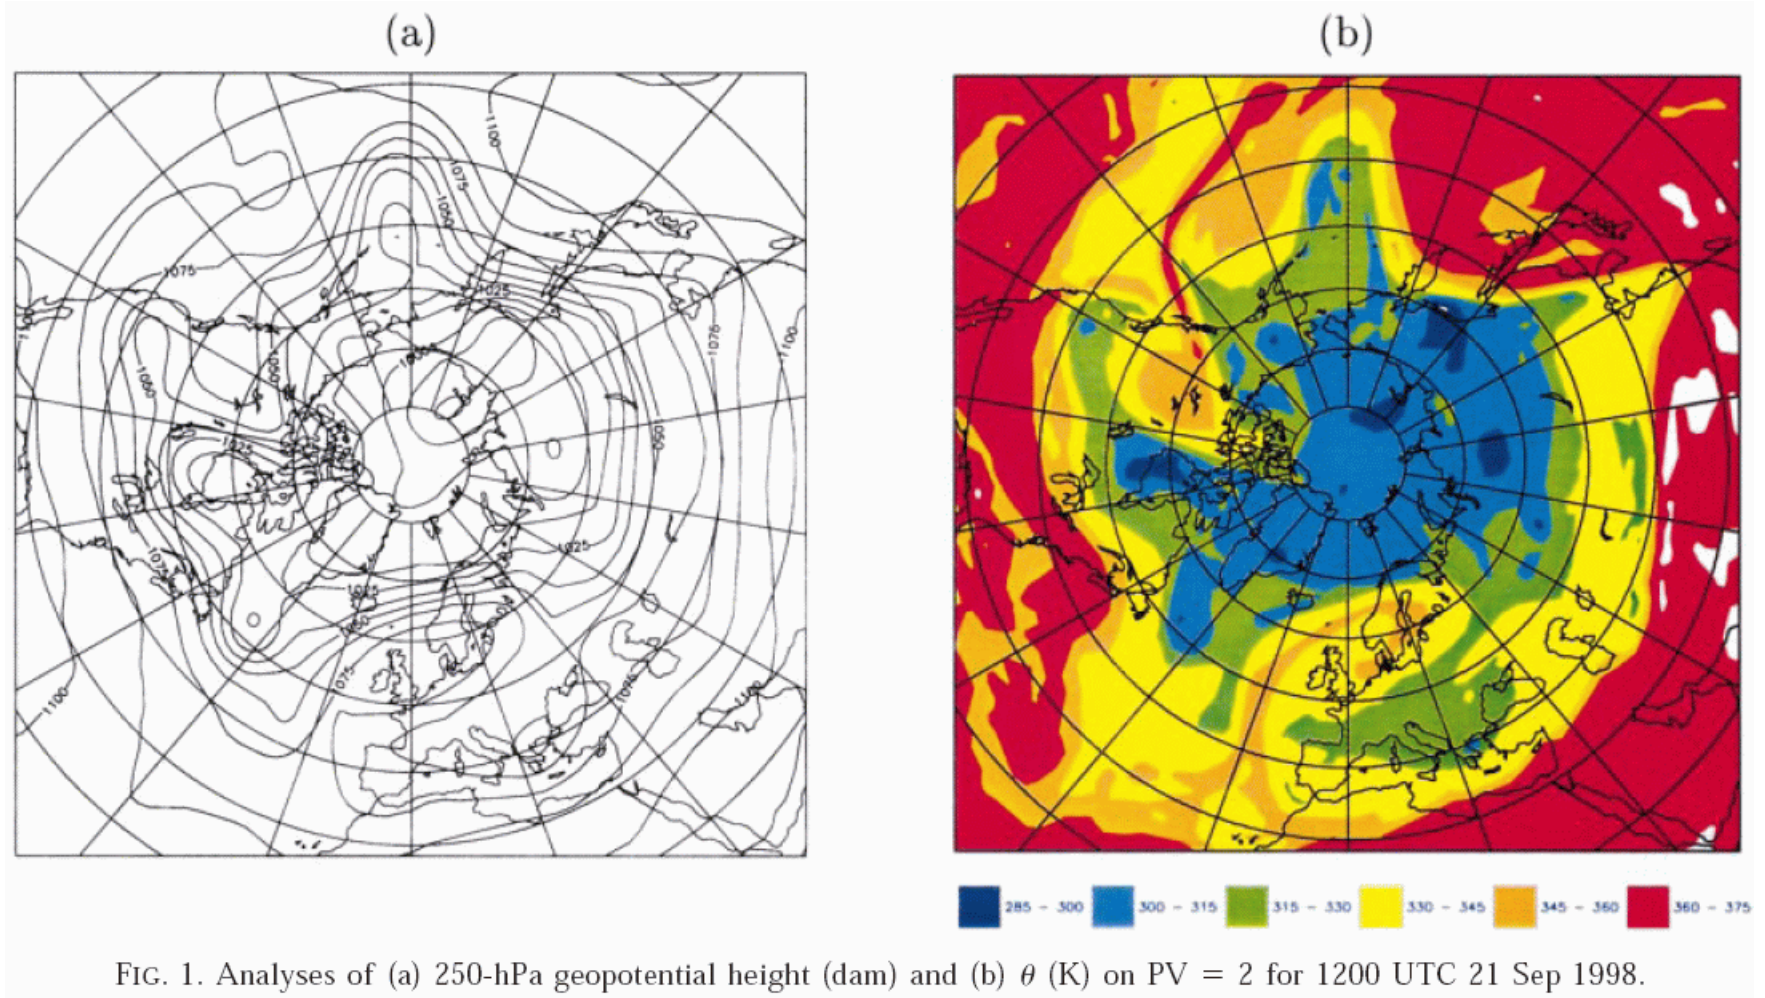 (a)
(b)
1100
1075
1050
1075
1025
1100
1075
1100
1050
1050
1025
1050
1025
1075
1025
1075
1075
1100
1100
285 - 300
300 - 315
315 - 330
330 - 345
345 - 360
360 - 375
FIG. 1. Analyses of (a) 250-hPa geopotential height (dam) and (b) θ (K) on PV = 2 for 1200 UTC 21 Sep 1998.